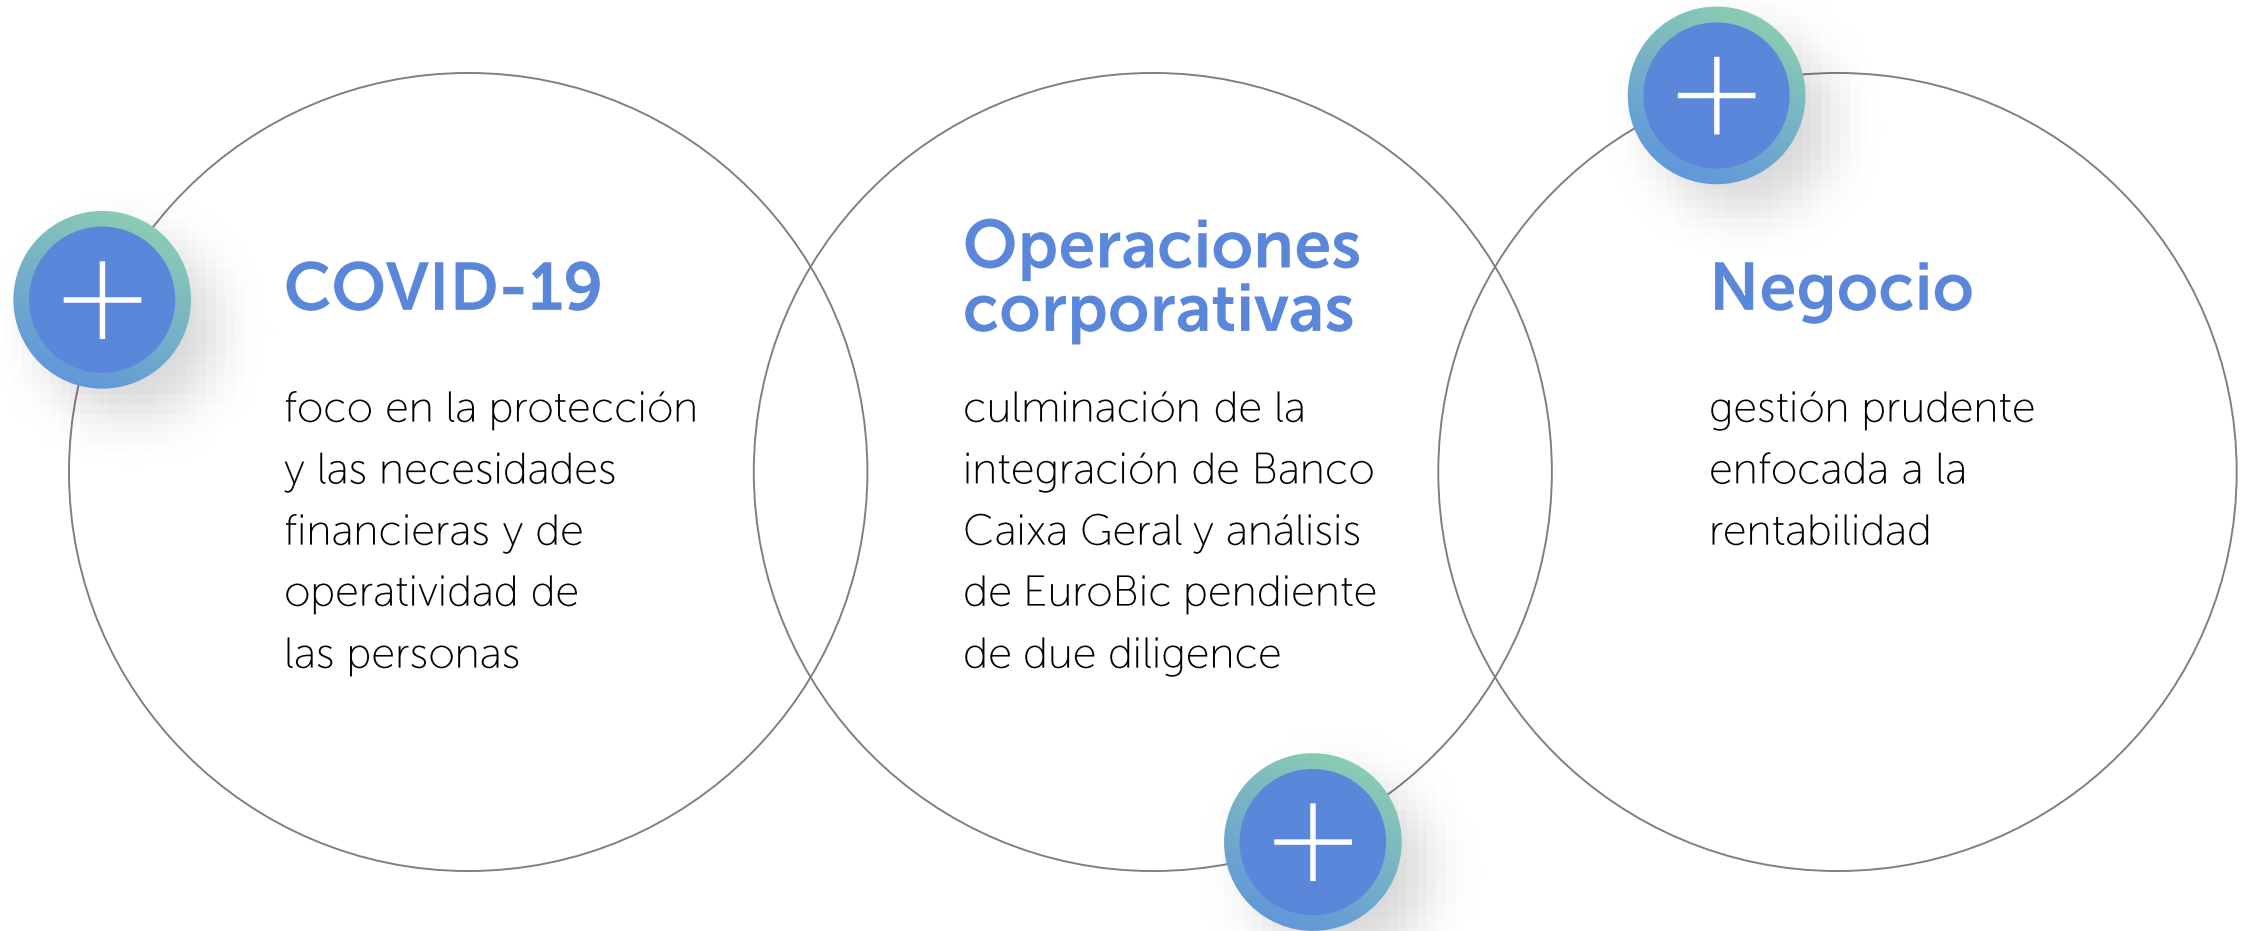 COVID-19
foco en la protección
y las necesidades
financieras y de
operatividad de
las personas
Operaciones
corporativas
culminación de la
integración de Banco
Caixa Geral y análisis
de EuroBic pendiente
de due diligence
Negocio
gestión prudente
enfocada a la
rentabilidad